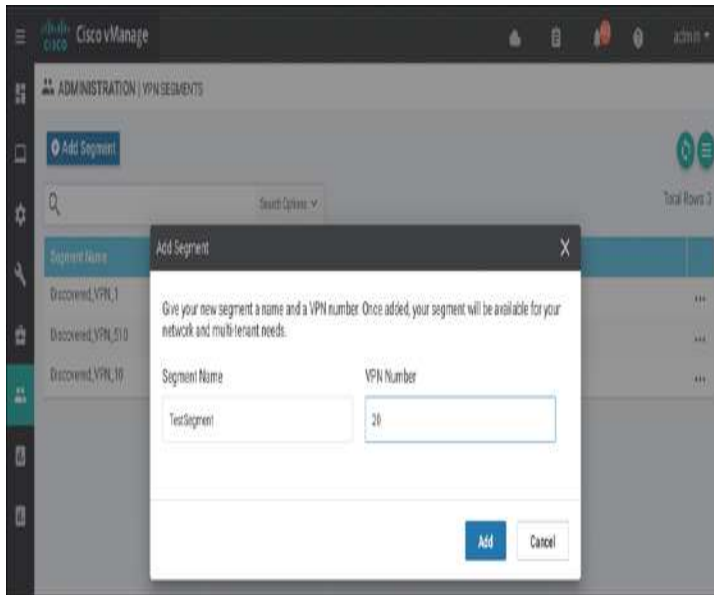 cisco Cisco vManage
admin
ADMINISTRATION | VPN SEGMENTS
Add Segment
Search Options
Total Rows: 3
Segment Name
Discovered_VPN_1
Discovered_VPN_510
Discovered_VPN_10
Add Segment
X
Give your new segment a name and a VPN number. Once added, your segment will be available for your
network and multi-tenant needs.
Segment Name
VPN Number
TestSegment
20
Add
Cancel